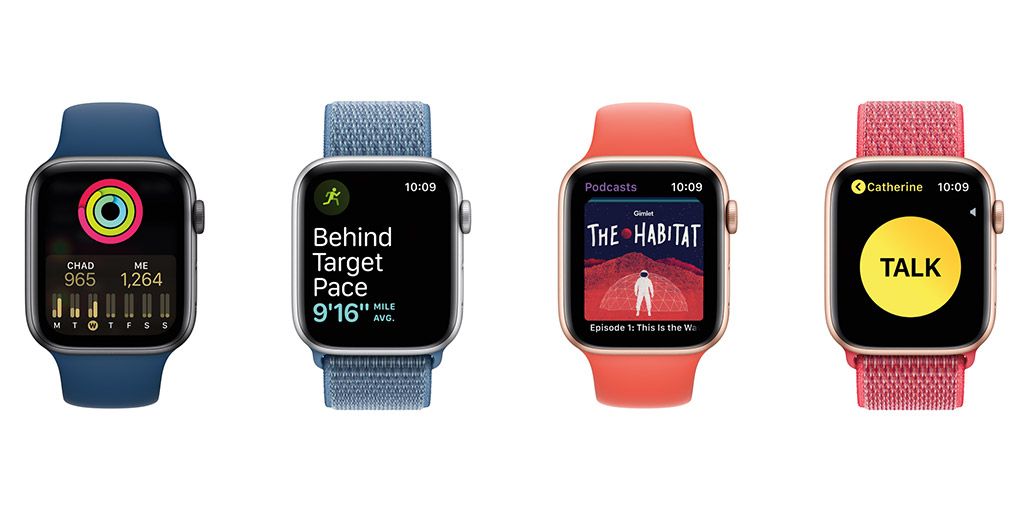 CHAD ME
965 1,264
M T W T F S S
10:09
Behind
Target
Pace
9'16" MILE
AVG.
Podcasts 10:09
Gimlet
THE HABITAT
Episode 1: This Is the Wa
Catherine 10:09
TALK